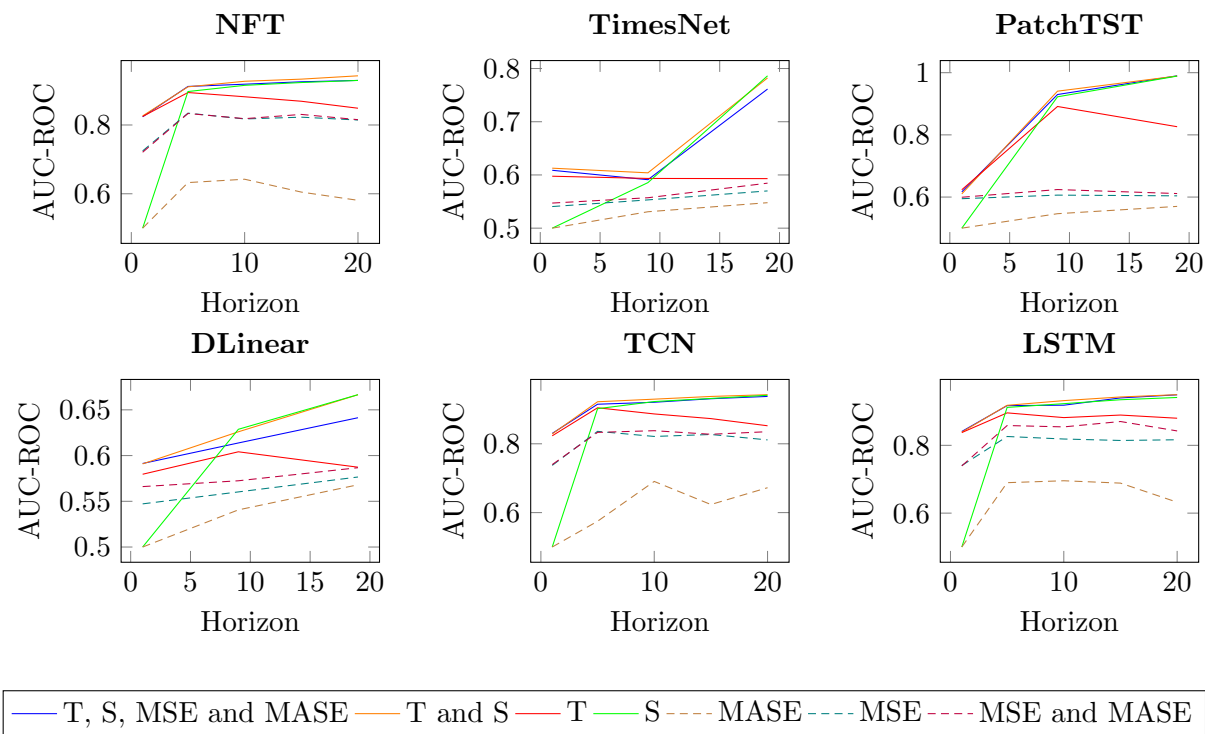 NFT
TimesNet
PatchTST
0.6
0.8
AUC-ROC
0 10 20
Horizon
0.5
0.6
0.7
0.8
AUC-ROC
0 5 10 15 20
Horizon
0.6
0.8
1
AUC-ROC
0 5 10 15 20
Horizon
DLinear
TCN
LSTM
0.5
0.55
0.6
0.65
AUC-ROC
0 5 10 15 20
Horizon
0.6
0.8
AUC-ROC
0 10 20
Horizon
0.6
0.8
AUC-ROC
0 10 20
Horizon
T, S, MSE and MASE T and S T S MASE MSE MSE and MASE